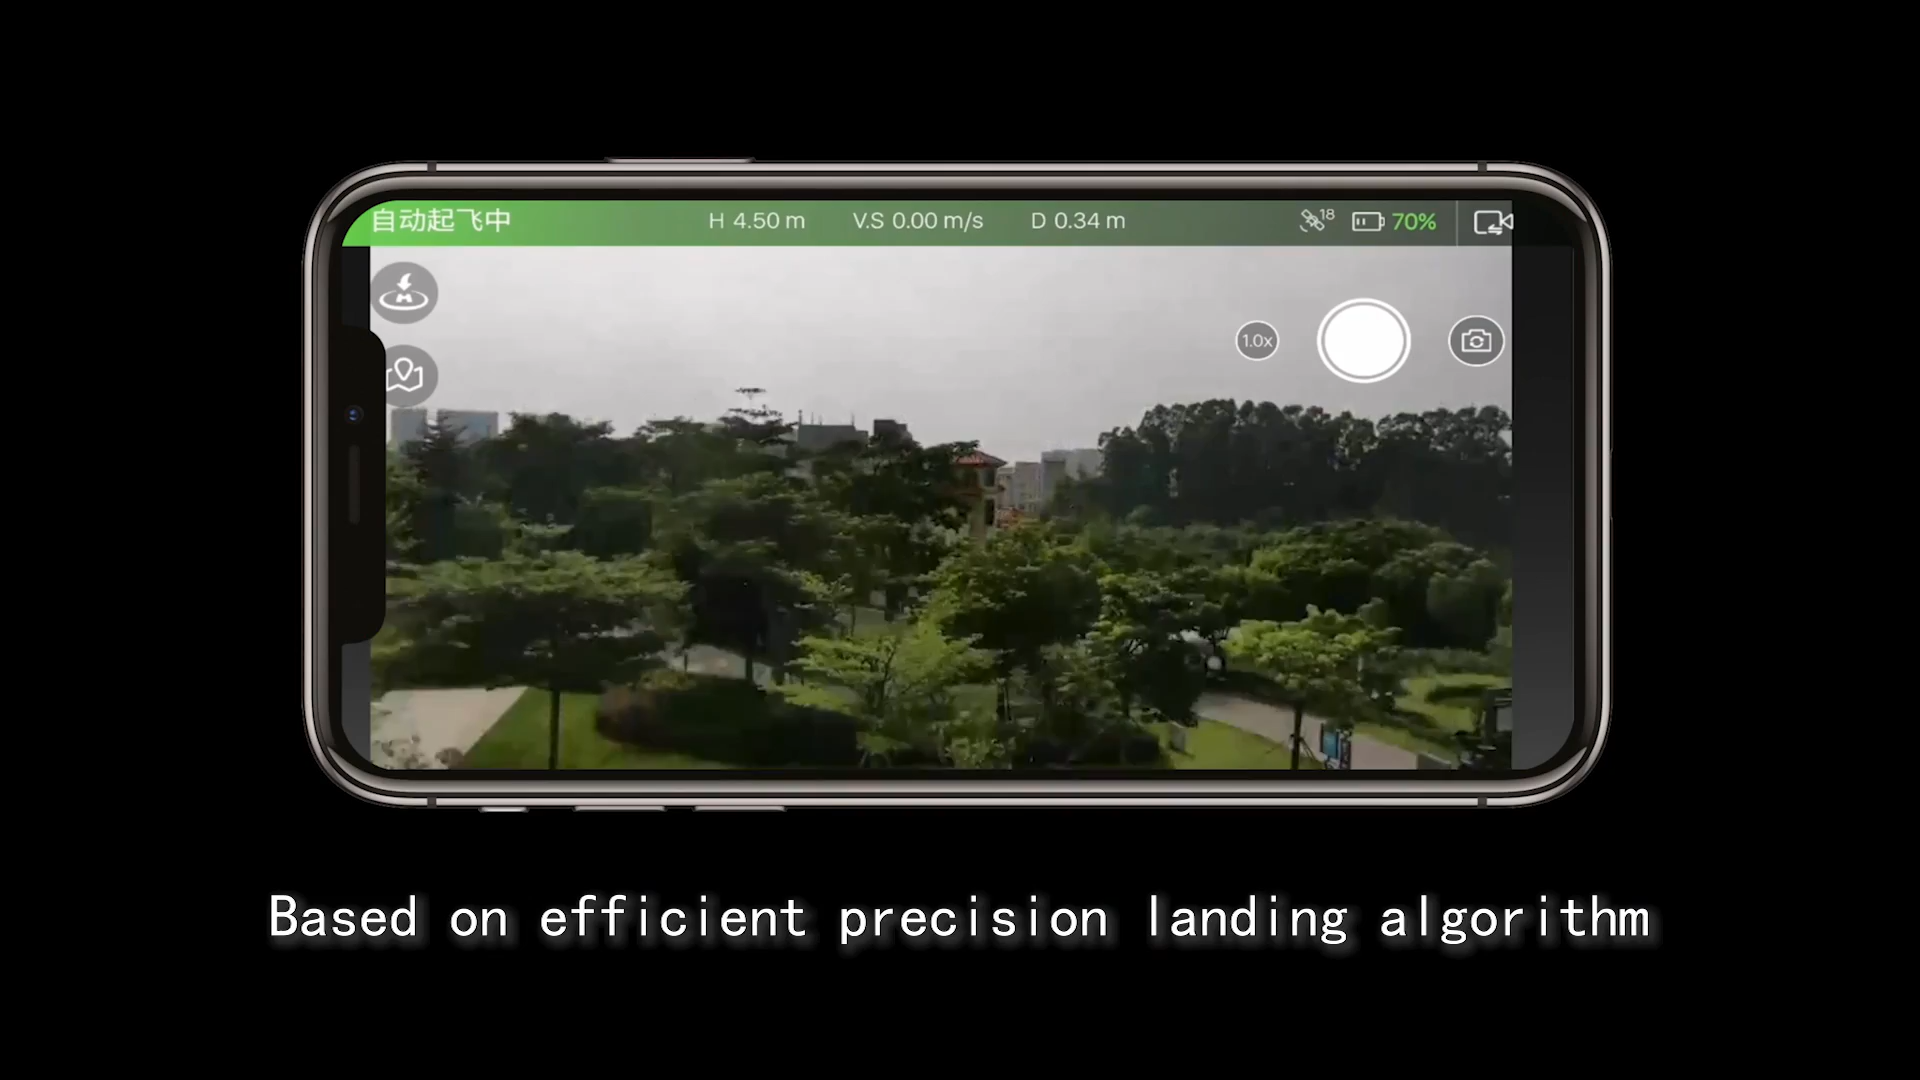 自动起飞中 H 4.50 m V.S 0.00 m/s D 0.34 m 18 70%
1.0x
Based on efficient precision landing algorithm